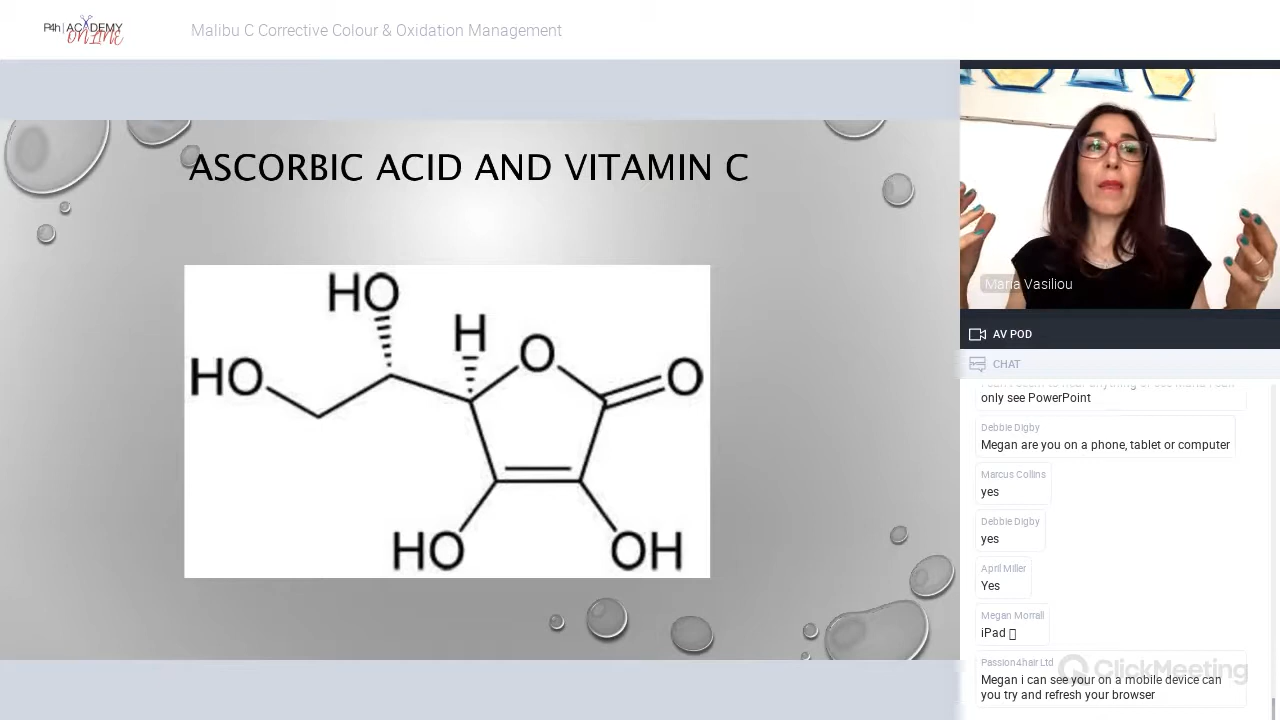 P4h | ACADEMY
ONLINE
Malibu C Corrective Colour & Oxidation Management
ASCORBIC ACID AND VITAMIN C
HO
H
O
HO
O
HO
OH
Maria Vasiliou
AV POD
CHAT
only see PowerPoint
Debbie Digby
Megan are you on a phone, tablet or computer
Marcus Collins
yes
Debbie Digby
yes
April Miller
Yes
Megan Morrall
iPad
Passion4hair Ltd
Megan i can see your on a mobile device can
you try and refresh your browser
ClickMeeting